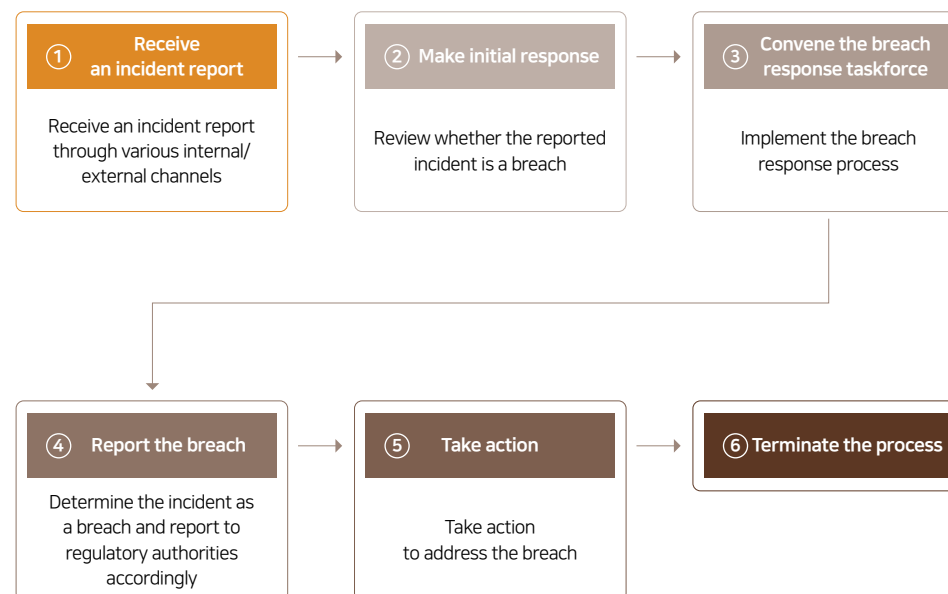 ① Receive
an incident report
Receive an incident report
through various internal/
external channels
② Make initial response
Review whether the reported
incident is a breach
③ Convene the breach
response taskforce
Implement the breach
response process
④ Report the breach
Determine the incident as
a breach and report to
regulatory authorities
accordingly
⑤ Take action
Take action
to address the breach
⑥ Terminate the process